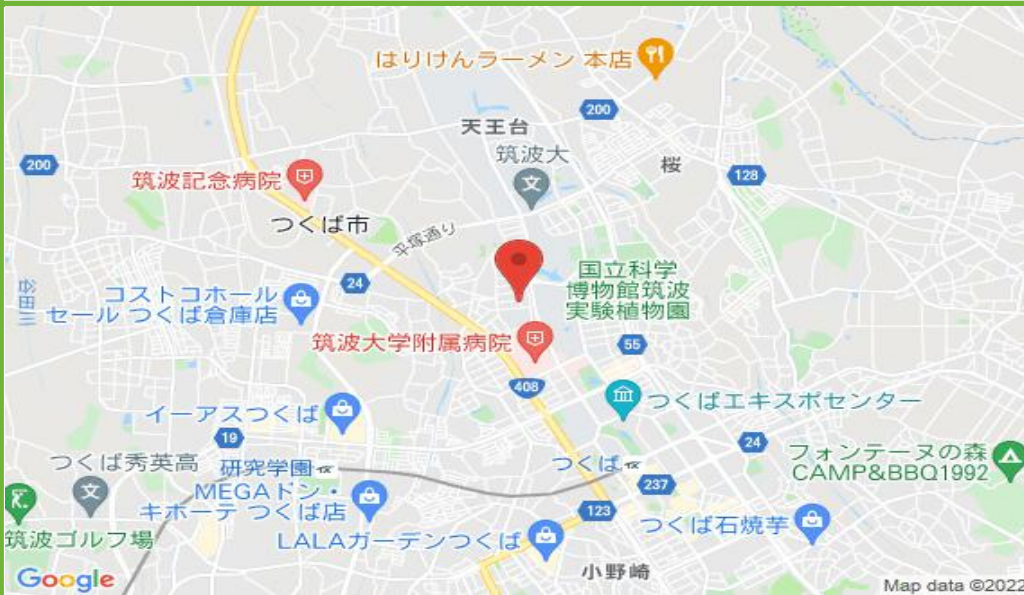 はりけんラーメン 本店
200
天王台
筑波大
桜
200
128
筑波記念病院
つくば市
平塚通り
24
谷田川
コストコホール
セール つくば倉庫店
国立科学
博物館筑波
実験植物園
筑波大学附属病院
55
408
つくばエキスポセンター
イーアスつくば
19
24
つくば秀英高
研究学園
つくば
フォンテーヌの森
CAMP&BBQ1992
MEGAドン・
キホーテ つくば店
237
123
つくば石焼芋
筑波ゴルフ場
LALAガーデンつくば
小野崎
Google
Map data ©2022